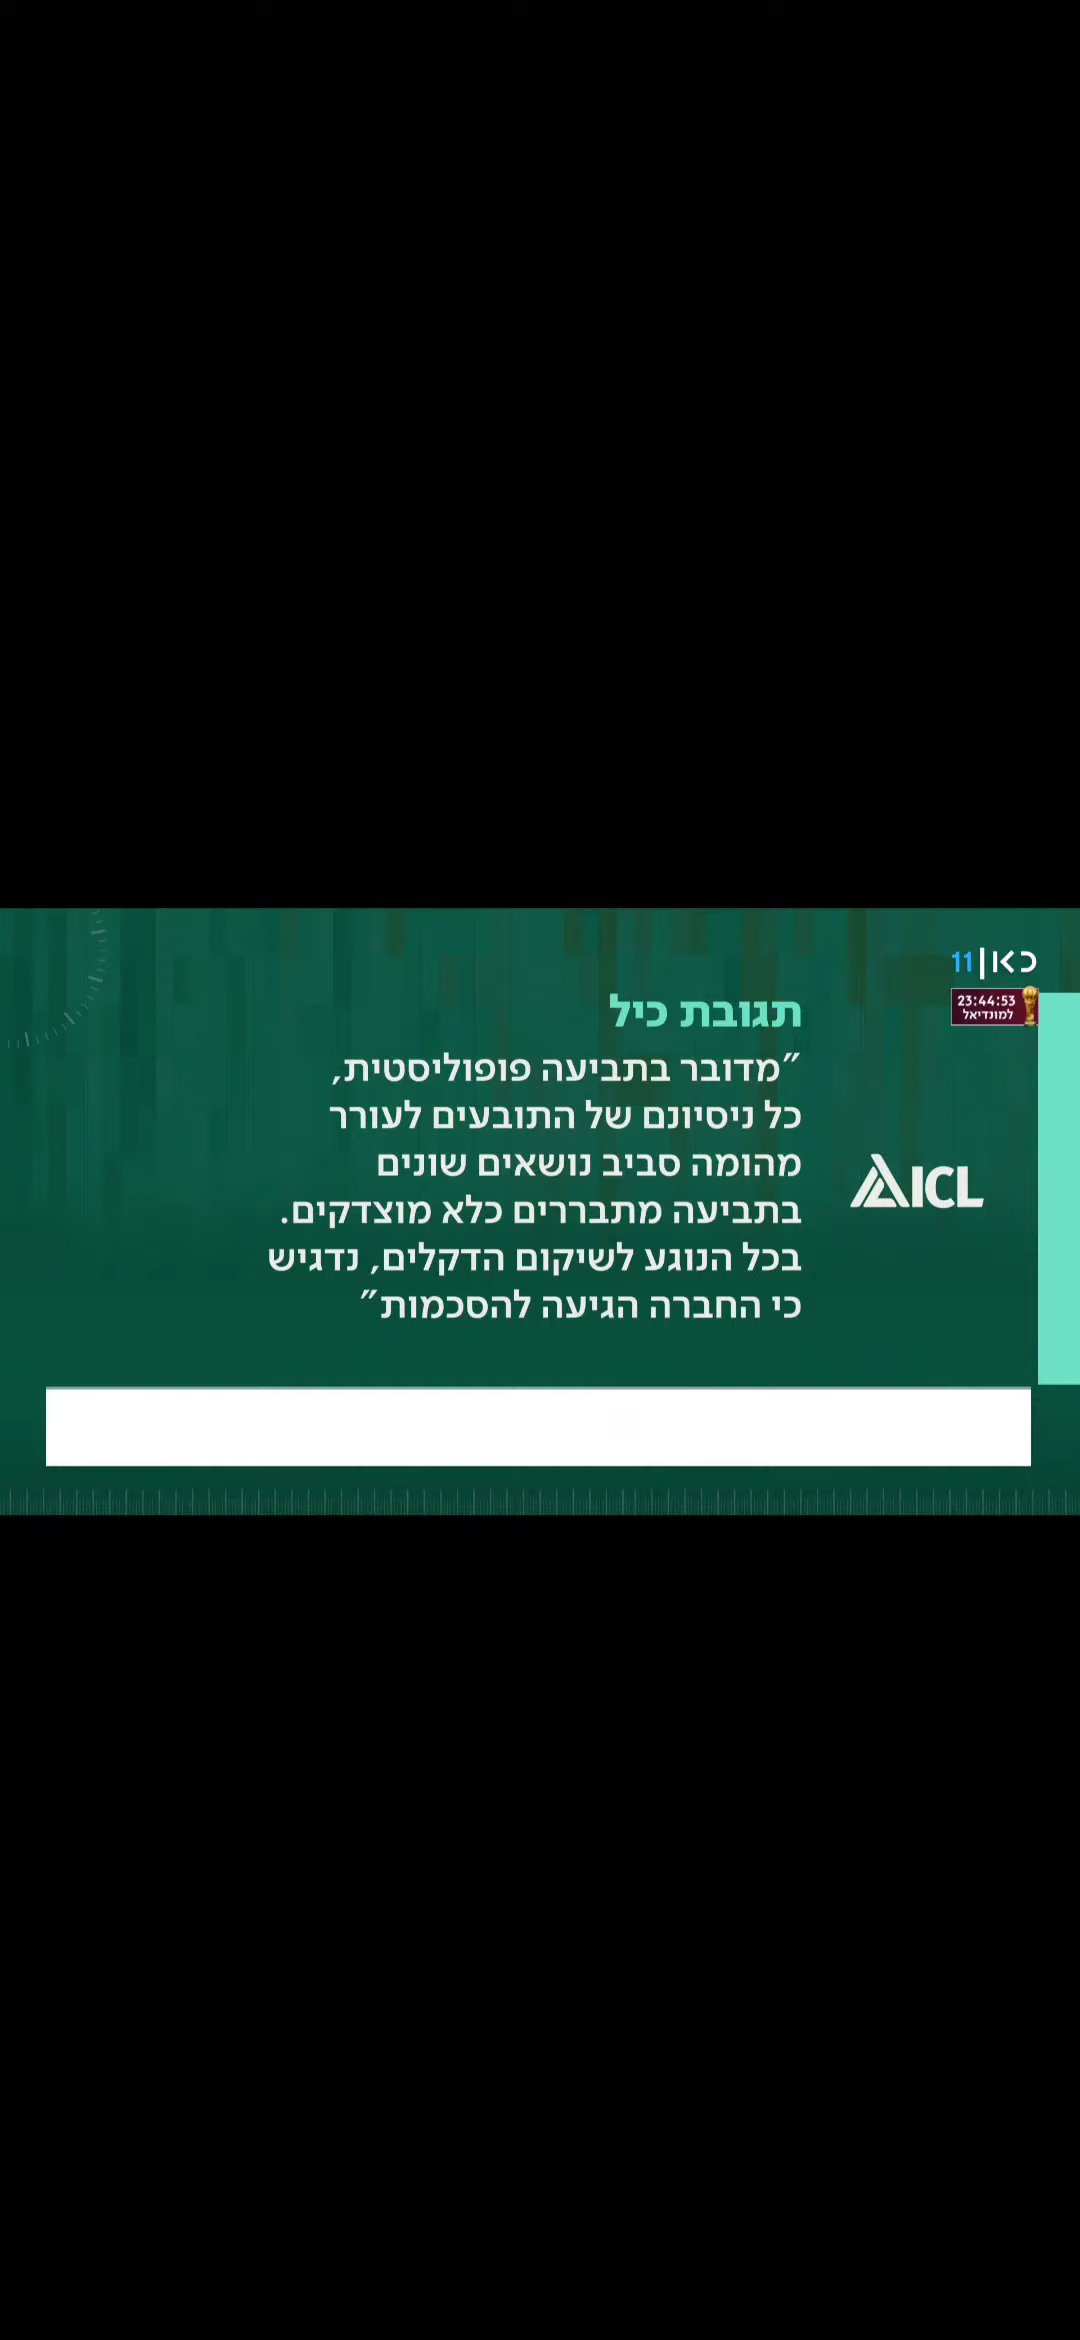 כאן | 11
23:44:53
למונדיאל
תגובת כיל
"מדובר בתביעה פופוליסטית,
כל ניסיונם של התובעים לעורר
מהומה סביב נושאים שונים
בתביעה מתבררים כלא מוצדקים.
בכל הנוגע לשיקום הדקלים, נדגיש
כי החברה הגיעה להסכמות"
ICL